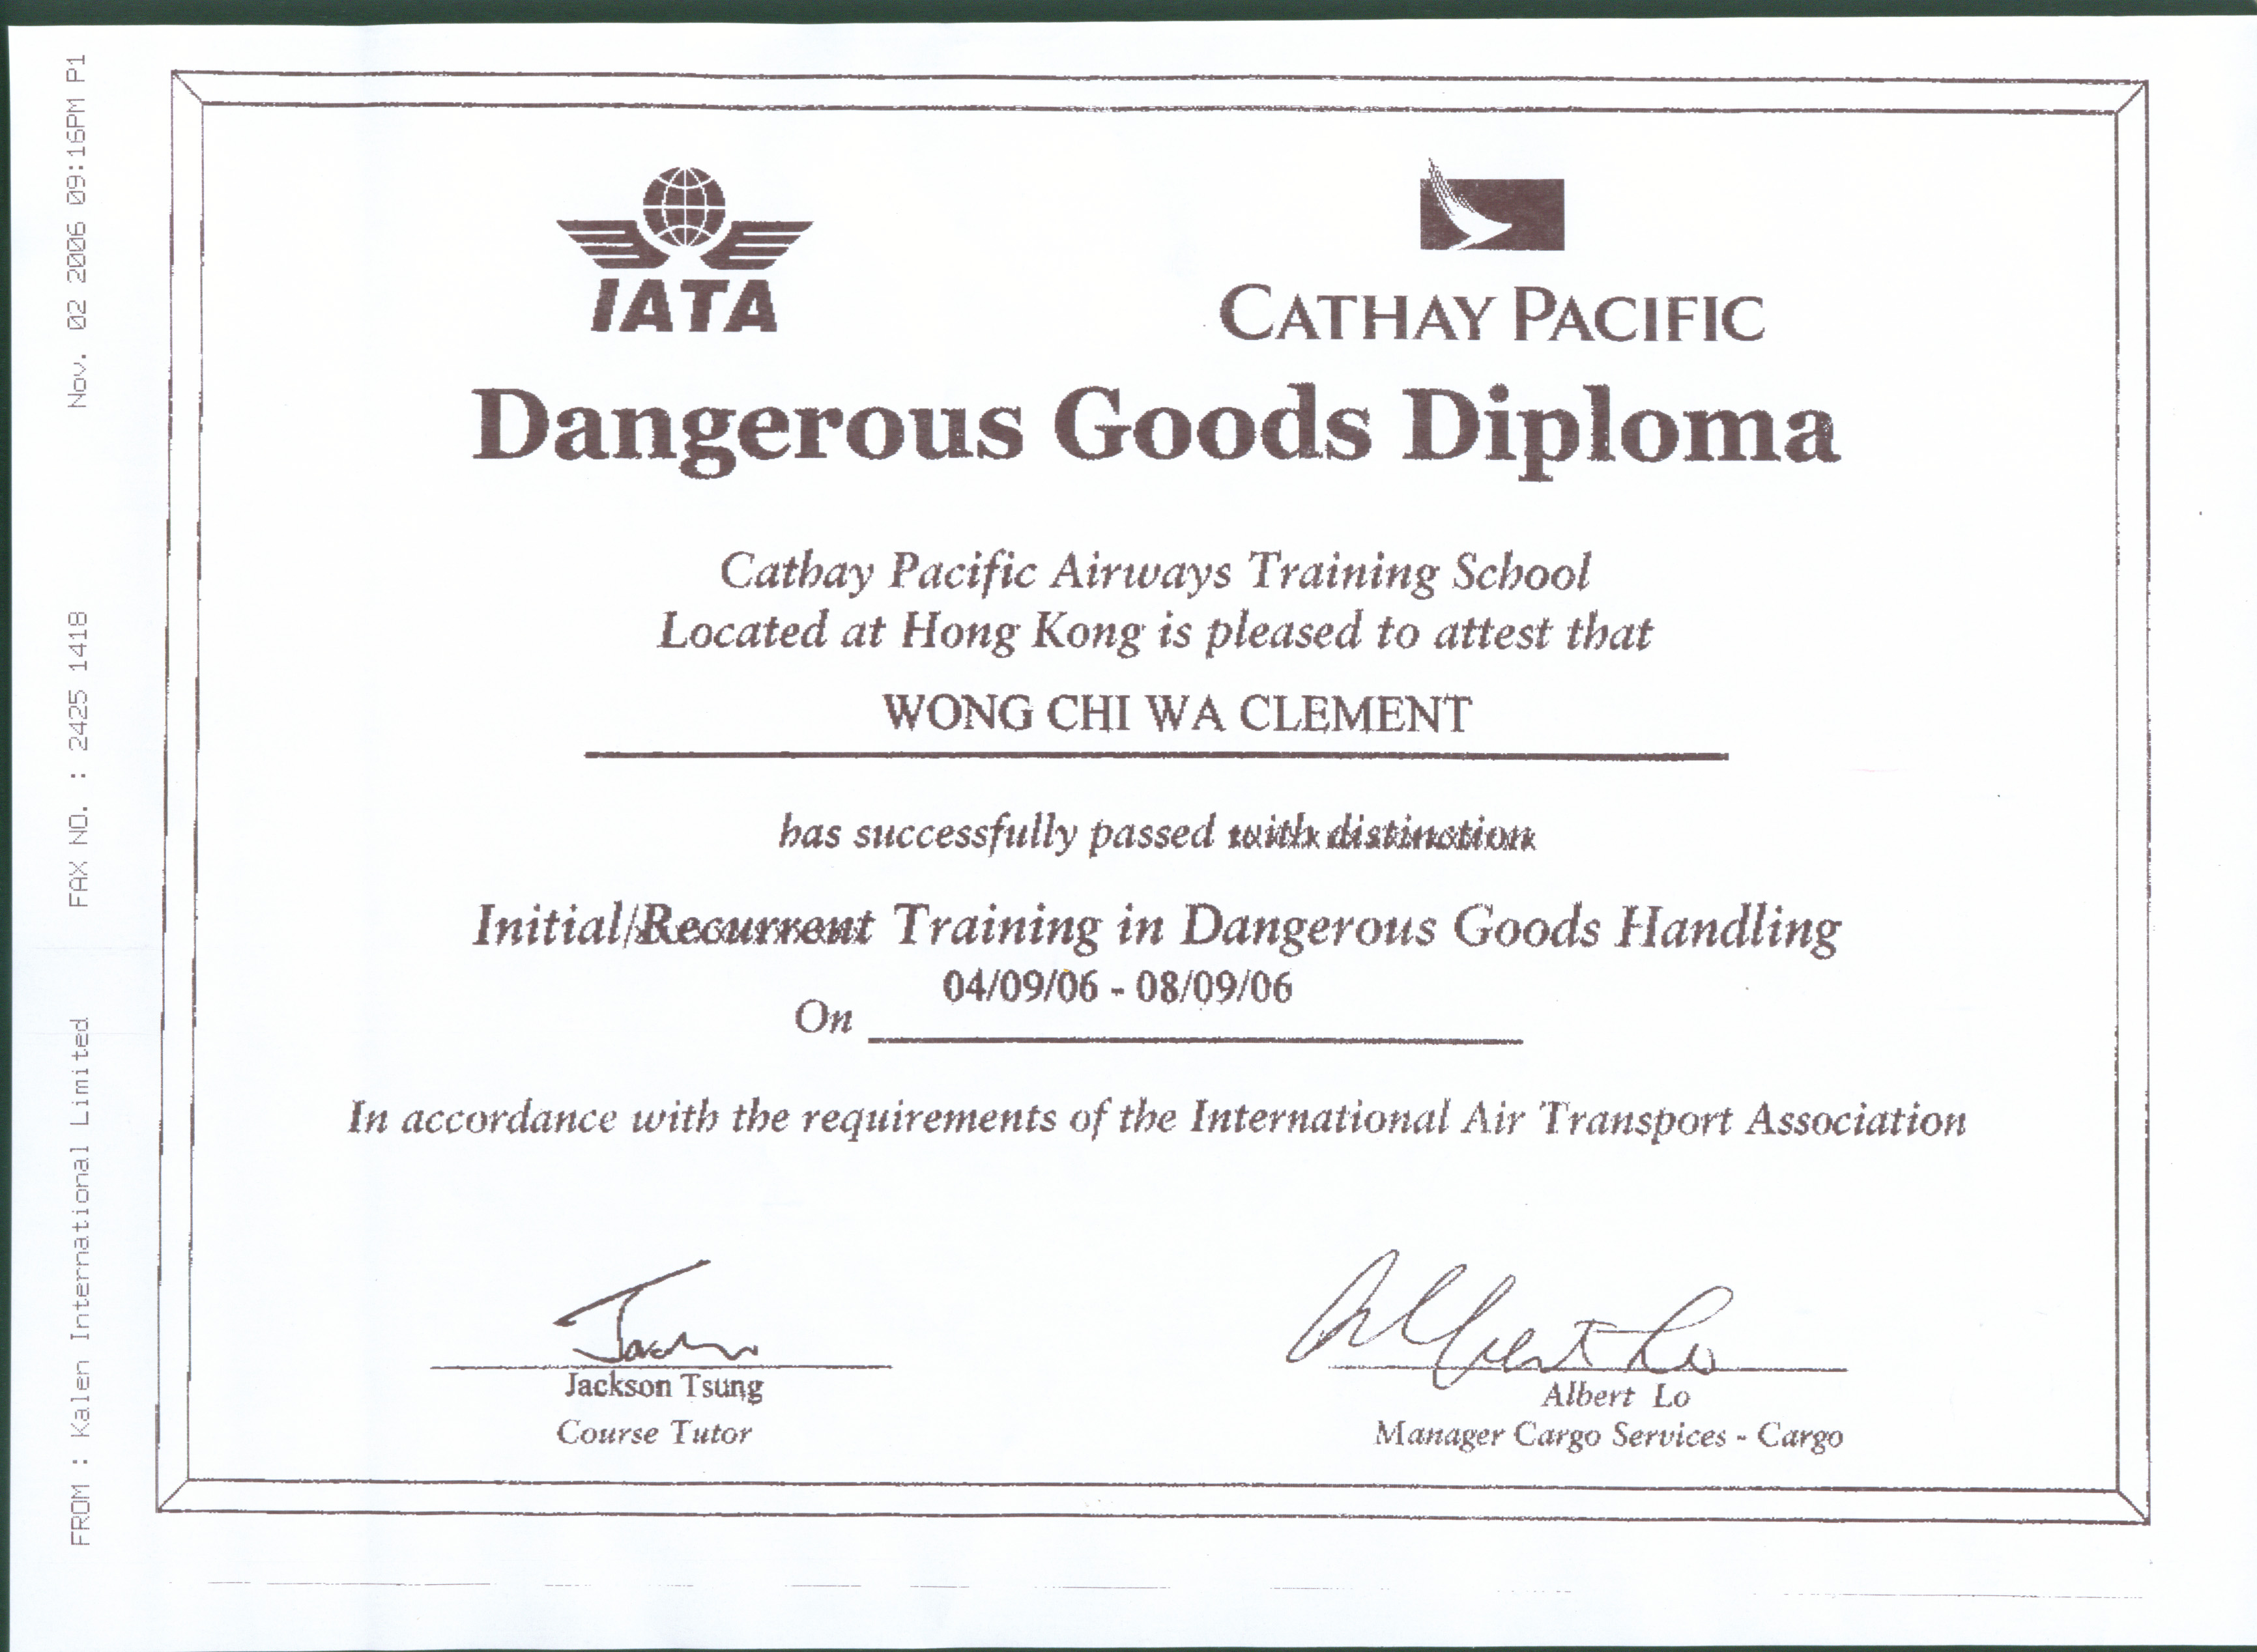 Nov. 02 2006 09:16PM P1
FAX NO. : 2425 1418
FROM : Kalen International Limited
IATA
CATHAY PACIFIC
Dangerous Goods Diploma
Cathay Pacific Airways Training School
Located at Hong Kong is pleased to attest that
WONG CHI WA CLEMENT
has successfully passed with distinction
Initial/Recurrent Training in Dangerous Goods Handling
04/09/06 - 08/09/06
On
In accordance with the requirements of the International Air Transport Association
Albert Lo
Jackson Tsung
Albert Lo
Course Tutor
Manager Cargo Services - Cargo